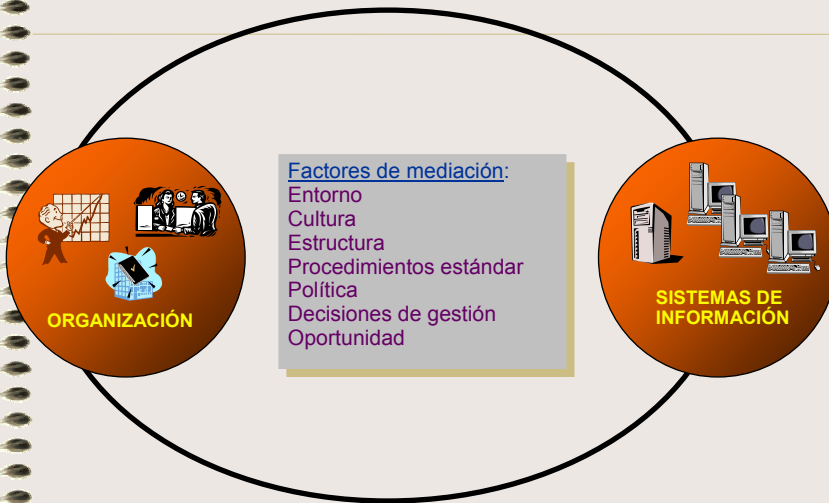 Factores de mediación:
Entorno
Cultura
Estructura
Procedimientos estándar
Política
Decisiones de gestión
Oportunidad
ORGANIZACIÓN
SISTEMAS DE
INFORMACIÓN